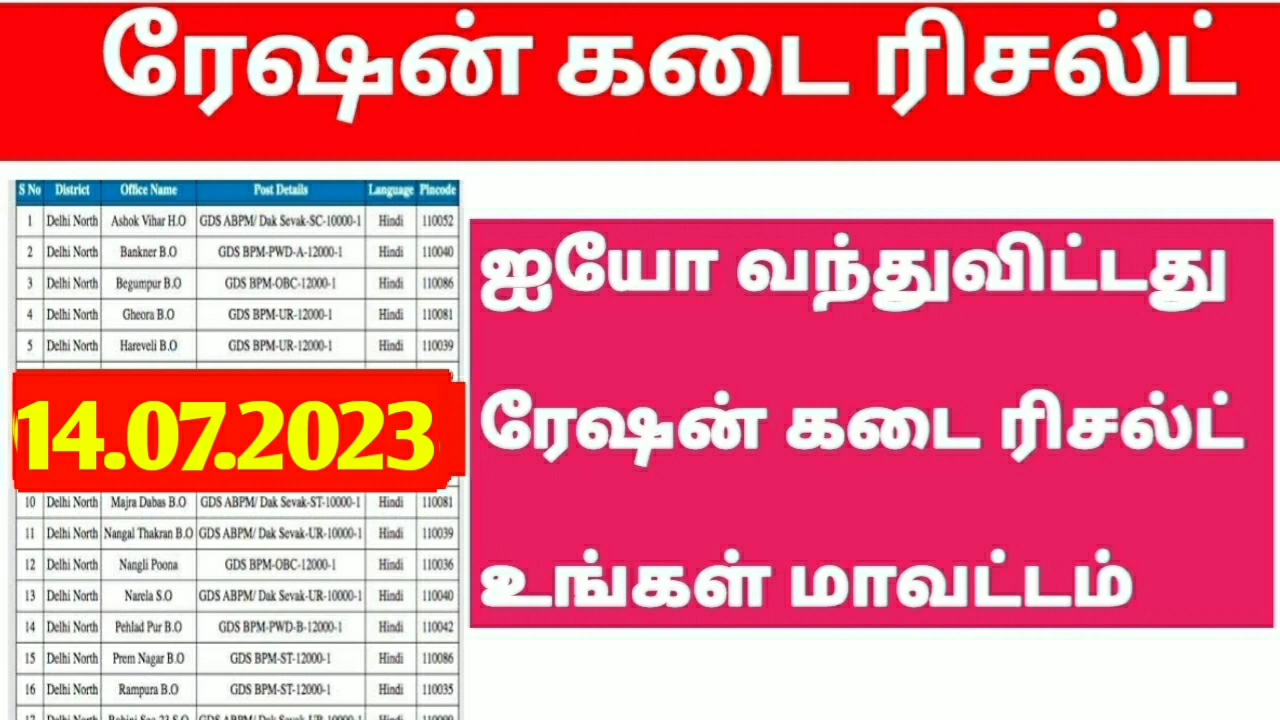 ரேஷன் கடை ரிசல்ட்
S No District Office Name Post Details Language Pincode
1 Delhi North Ashok Vihar H.O GDS ABPM/ Dak Sevak-SC-10000-1 Hindi 110052
2 Delhi North Bankner B.O GDS BPM-PWD-A-12000-1 Hindi 110040
3 Delhi North Begumpur B.O GDS BPM-OBC-12000-1 Hindi 110086
4 Delhi North Gheora B.O GDS BPM-UR-12000-1 Hindi 110081
5 Delhi North Hareveli B.O GDS BPM-UR-12000-1 Hindi 110039
14.07.2023
10 Delhi North Majra Dabas B.O GDS ABPM/ Dak Sevak-ST-10000-1 Hindi 110081
11 Delhi North Nangal Thakran B.O GDS ABPM/ Dak Sevak-UR-10000-1 Hindi 110039
12 Delhi North Nangli Poona GDS BPM-OBC-12000-1 Hindi 110036
13 Delhi North Narela S.O GDS ABPM/ Dak Sevak-UR-10000-1 Hindi 110040
14 Delhi North Pehlad Pur B.O GDS BPM-PWD-B-12000-1 Hindi 110042
15 Delhi North Prem Nagar B.O GDS BPM-ST-12000-1 Hindi 110086
16 Delhi North Rampura B.O GDS BPM-ST-12000-1 Hindi 110035
ஐயோ வந்துவிட்டது
ரேஷன் கடை ரிசல்ட்
உங்கள் மாவட்டம்